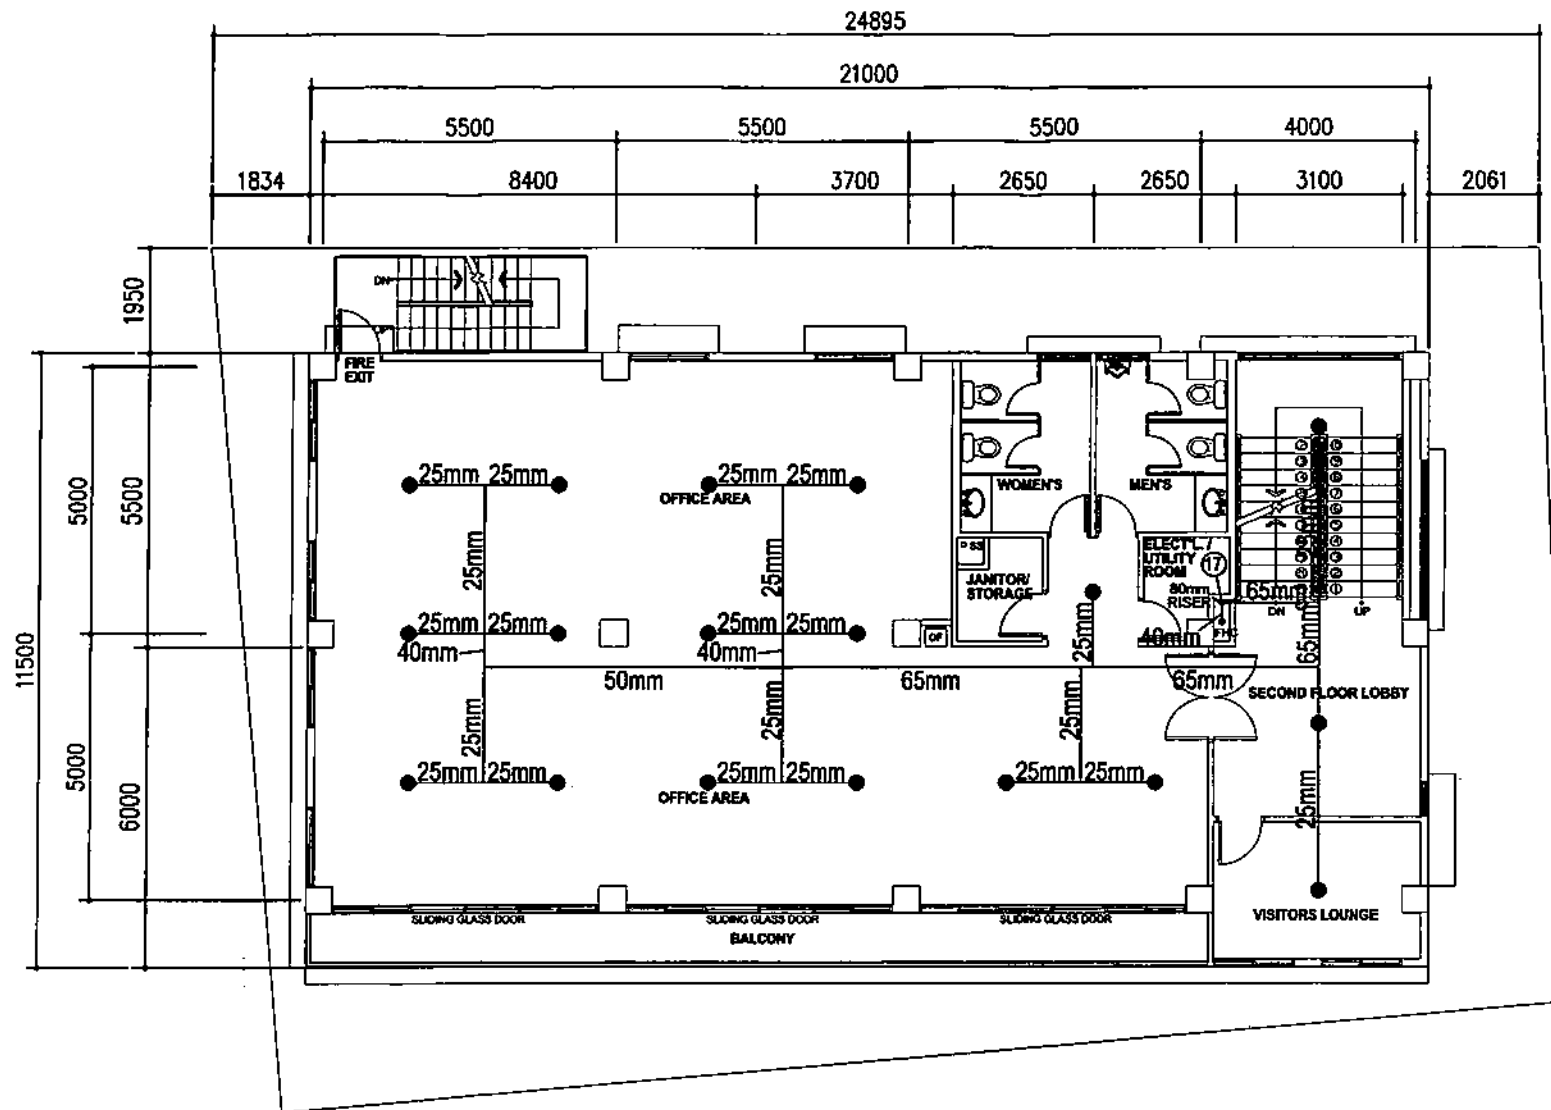 24895
21000
5500
5500
5500
4000
1834
8400
3700
2650
2650
3100
2061
1950
DN
FIRE
EXIT
5000
5500
25mm 25mm
25mm 25mm
OFFICE AREA
WOMEN'S
MEN'S
25mm
25mm
ELECT'L. /
UTILITY
ROOM
17
SS
JANITOR/
STORAGE
80mm
RISER
65mm
DN
UP
25mm 25mm
25mm 25mm
40mm
40mm
DF
25mm
40mm
FHC
65mm
11500
50mm
65mm
65mm
SECOND FLOOR LOBBY
25mm
25mm
25mm
5000
6000
25mm 25mm
25mm 25mm
25mm 25mm
OFFICE AREA
25mm
SLIDING GLASS DOOR
SLIDING GLASS DOOR
SLIDING GLASS DOOR
BALCONY
VISITORS LOUNGE